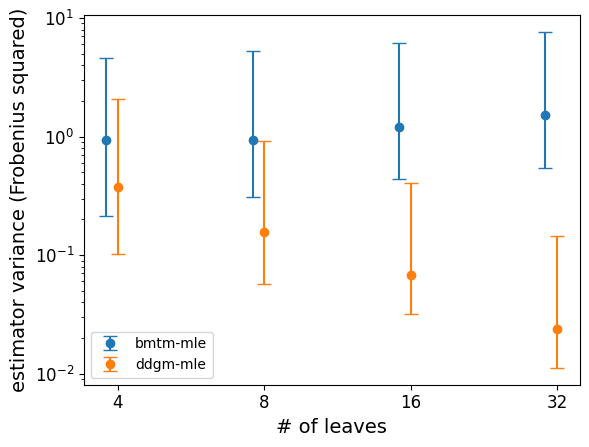 estimator variance (Frobenius squared)
10¹
10⁰
10⁻¹
10⁻²
bmtm-mle
ddgm-mle
4 8 16 32
# of leaves